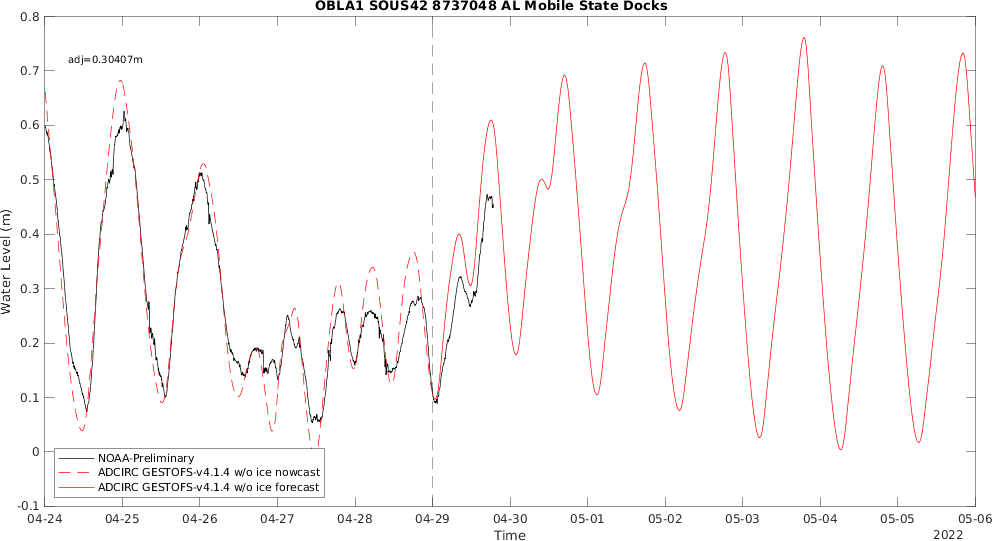 OBLA1 SOUS42 8737048 AL Mobile State Docks
adj=0.30407m
0.8
0.7
0.6
0.5
0.4
0.3
0.2
0.1
0
-0.1
Water Level (m)
NOAA-Preliminary
ADCIRC GESTOFS-v4.1.4 w/o ice nowcast
ADCIRC GESTOFS-v4.1.4 w/o ice forecast
04-24 04-25 04-26 04-27 04-28 04-29 04-30 05-01 05-02 05-03 05-04 05-05 05-06
Time
2022